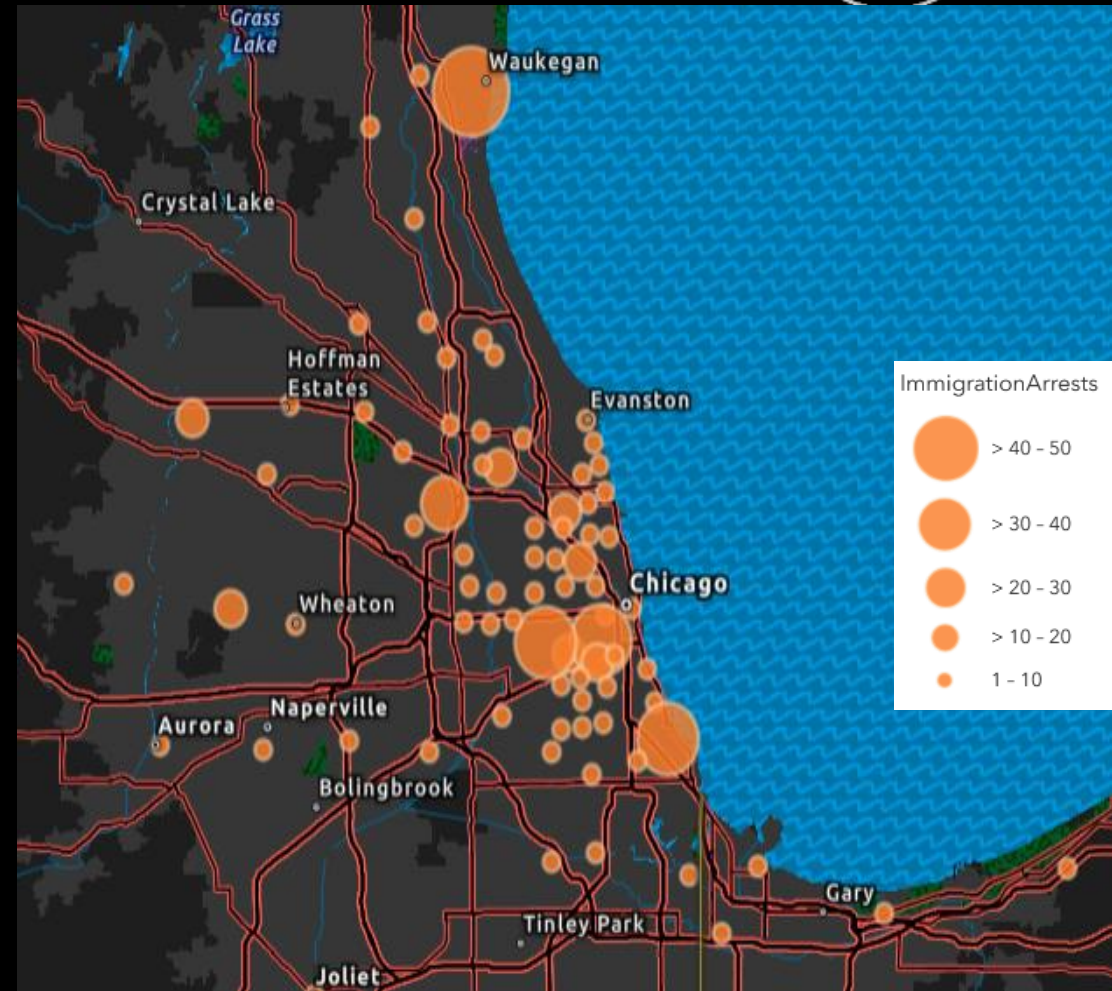 Grass
Lake
Waukegan
Crystal Lake
Hoffman
Estates
Evanston
ImmigrationArrests
> 40 - 50
> 30 - 40
> 20 - 30
> 10 - 20
1 - 10
Chicago
Wheaton
Naperville
Aurora
Bolingbrook
Gary
Tinley Park
Joliet